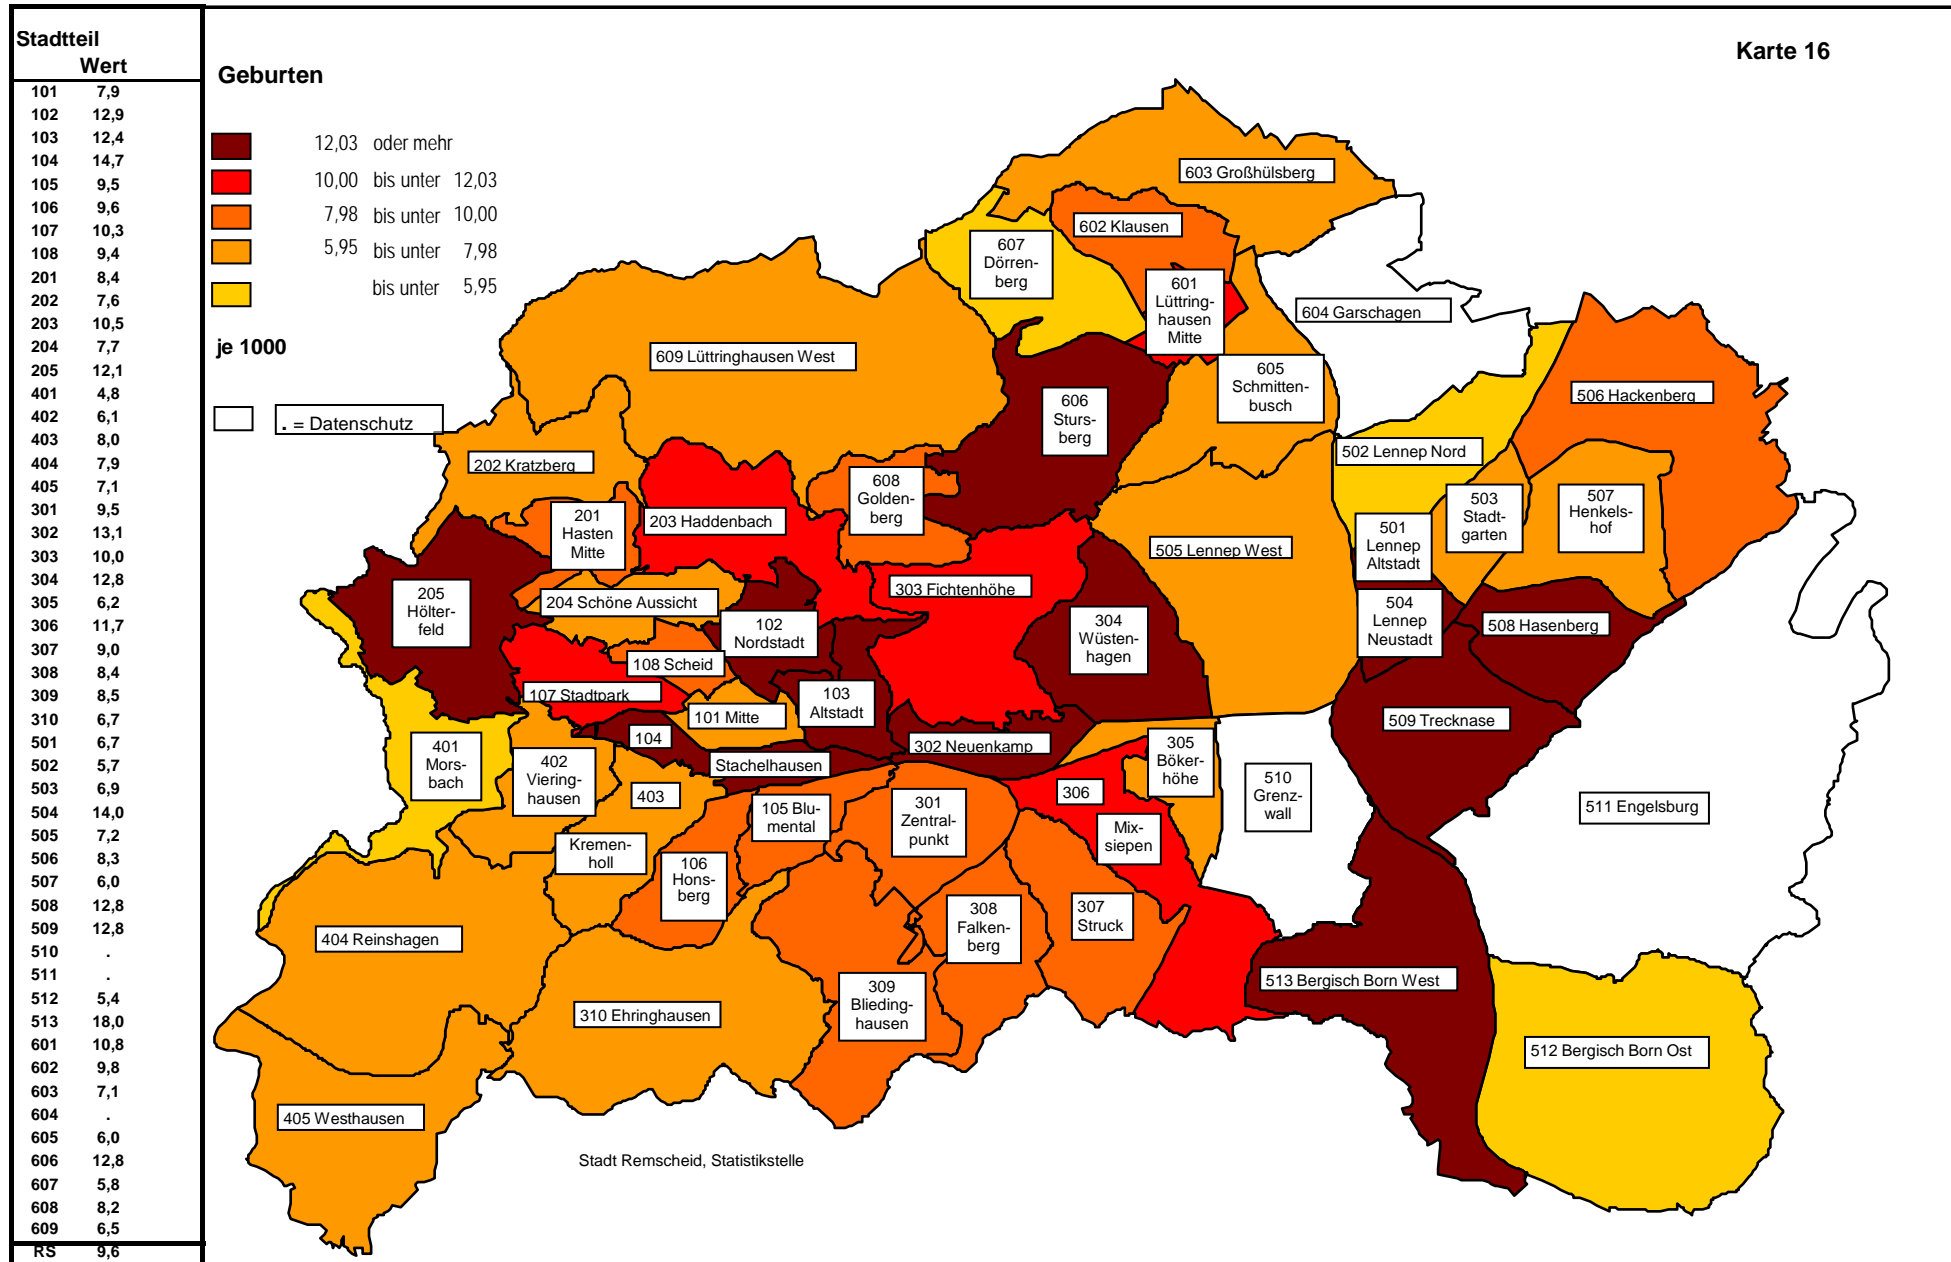 Stadtteil
Wert
101 7,9
102 12,9
103 12,4
104 14,7
105 9,5
106 9,6
107 10,3
108 9,4
201 8,4
202 7,6
203 10,5
204 7,7
205 12,1
401 4,8
402 6,1
403 8,0
404 7,9
405 7,1
301 9,5
302 13,1
303 10,0
304 12,8
305 6,2
306 11,7
307 9,0
308 8,4
309 8,5
310 6,7
501 6,7
502 5,7
503 6,9
504 14,0
505 7,2
506 8,3
507 6,0
508 12,8
509 12,8
510 .
511 .
512 5,4
513 18,0
601 10,8
602 9,8
603 7,1
604 .
605 6,0
606 12,8
607 5,8
608 8,2
609 6,5
RS 9,6
Karte 16
Geburten
12,03 oder mehr
10,00 bis unter 12,03
7,98 bis unter 10,00
5,95 bis unter 7,98
bis unter 5,95
je 1000
. = Datenschutz
603 Großhülsberg
602 Klausen
607
Dörren-
berg
601
Lüttring-
hausen
Mitte
604 Garschagen
609 Lüttringhausen West
605
Schmitten-
busch
606
Sturs-
berg
506 Hackenberg
502 Lennep Nord
202 Kratzberg
608
Golden-
berg
503
Stadt-
garten
507
Henkels-
hof
201
Hasten
Mitte
203 Haddenbach
501
Lennep
Altstadt
505 Lennep West
205
Hölter-
feld
303 Fichtenhöhe
204 Schöne Aussicht
504
Lennep
Neustadt
508 Hasenberg
102
Nordstadt
304
Wüsten-
hagen
108 Scheid
107 Stadtpark
103
Altstadt
101 Mitte
509 Trecknase
104
Stachelhausen
302 Neuenkamp
305
Böker-
höhe
401
Mors-
bach
402
Viering-
hausen
403
Kremen-
holl
105 Blu-
mental
301
Zentral-
punkt
306
Mix-
siepen
510
Grenz-
wall
511 Engelsburg
106
Hons-
berg
308
Falken-
berg
307
Struck
404 Reinshagen
309
Blieding-
hausen
513 Bergisch Born West
310 Ehringhausen
512 Bergisch Born Ost
405 Westhausen
Stadt Remscheid, Statistikstelle